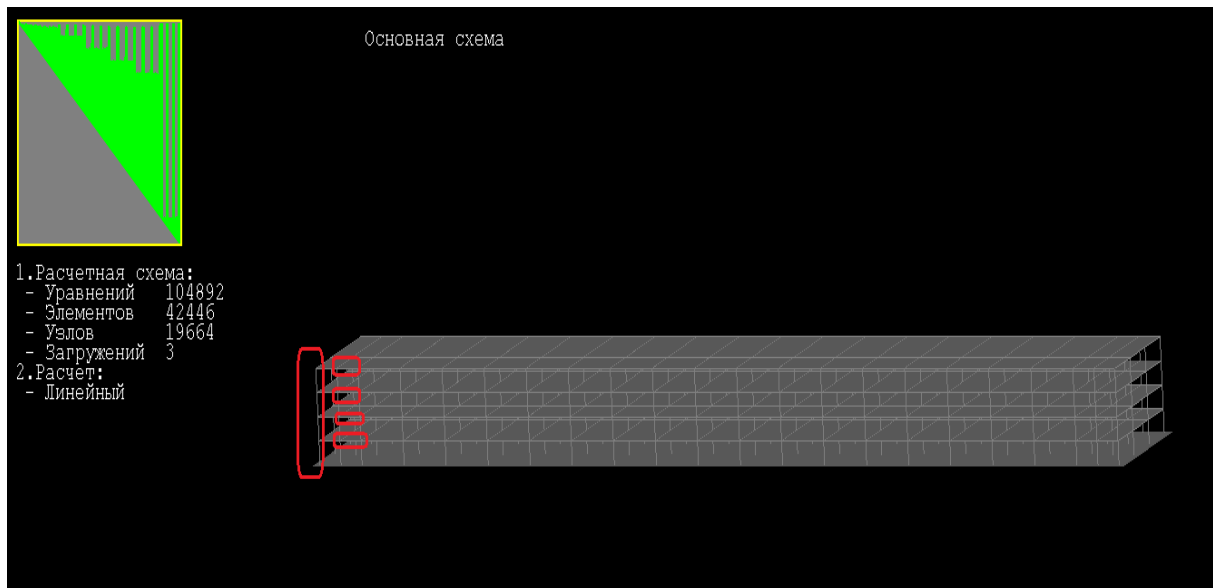 Основная схема
1.Расчетная схема:
- Уравнений 104892
- Элементов 42446
- Узлов 19664
- Загружений 3
2.Расчет:
- Линейный